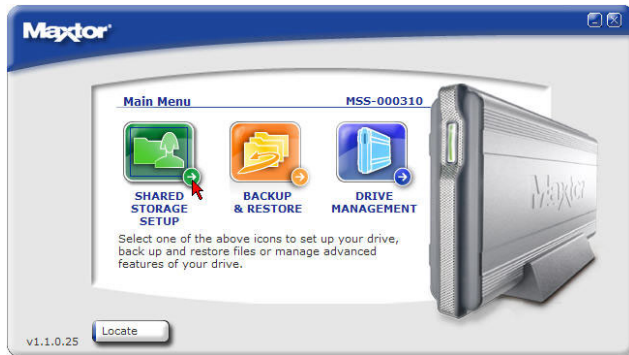 Maxtor
Main Menu MSS-000310
SHARED
STORAGE
SETUP
BACKUP
& RESTORE
DRIVE
MANAGEMENT
Select one of the above icons to set up your drive,
back up and restore files or manage advanced
features of your drive.
Maxtor
v1.1.0.25
Locate